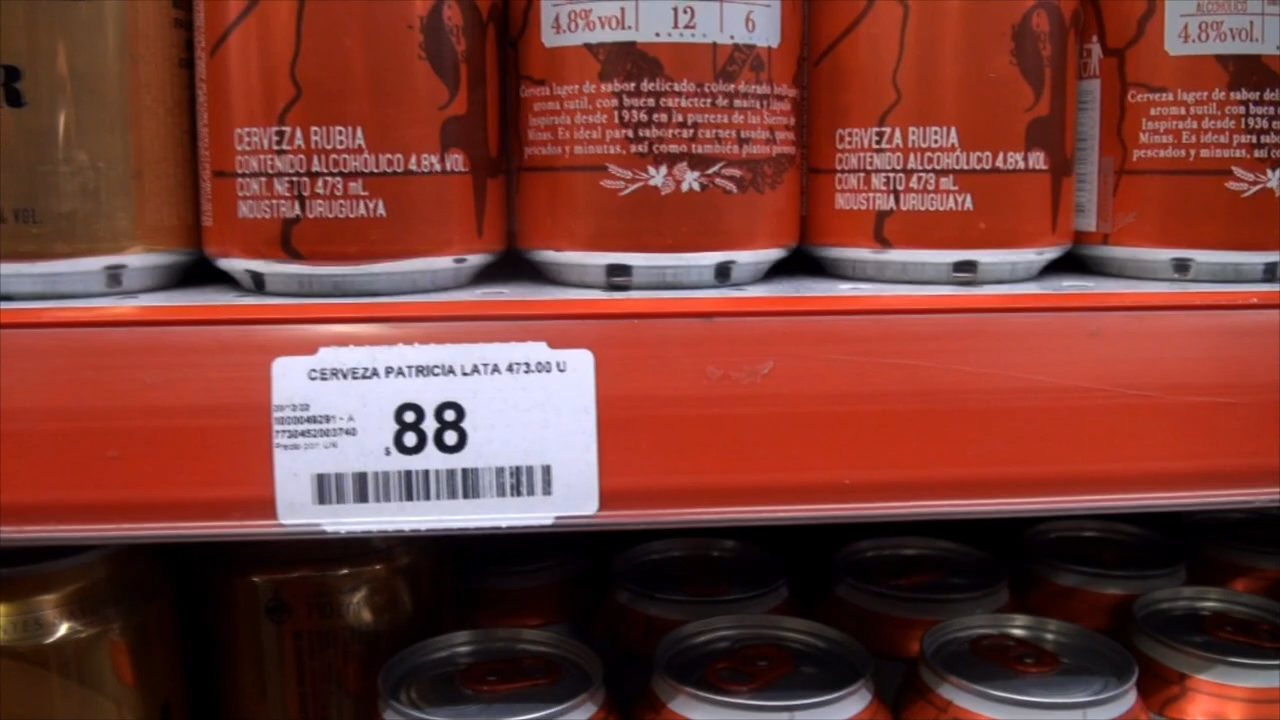 R
% VOL.
CERVEZA RUBIA
CONTENIDO ALCOHÓLICO 4.8% VOL.
CONT. NETO 473 mL
INDUSTRIA URUGUAYA
4.8% vol. 12 6
Cerveza lager de sabor delicado, color dorado
aroma sutil, con buen carácter de malta y lúpulo
Inspirada desde 1936 en la pureza de las Sierras de
Minas. Es ideal para saborear carnes asadas,
pescados y minutas, así como también platos
CERVEZA RUBIA
CONTENIDO ALCOHÓLICO 4.8% VOL.
CONT. NETO 473 mL
INDUSTRIA URUGUAYA
ALCOHÓLICO
4.8% vol.
Cerveza lager de sabor del
aroma sutil, con buen
Inspirada desde 1936 e
Minas. Es ideal para sab
pescados y minutas, así c
CERVEZA PATRICIA LATA 473.00 U
Precio por UN
$ 88